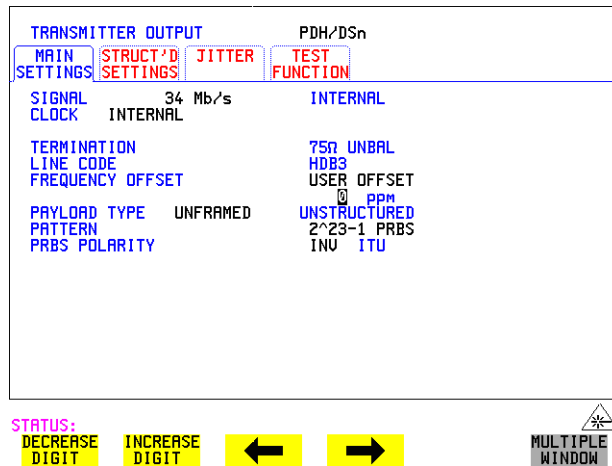 TRANSMITTER OUTPUT PDH/DSn
MAIN SETTINGS STRUCT'D SETTINGS JITTER TEST FUNCTION
SIGNAL 34 Mb/s INTERNAL
CLOCK INTERNAL
TERMINATION 75Ω UNBAL
LINE CODE HDB3
FREQUENCY OFFSET USER OFFSET
0 ppm
PAYLOAD TYPE UNFRAMED UNSTRUCTURED
PATTERN 2^23-1 PRBS
PRBS POLARITY INV ITU
STATUS:
DECREASE DIGIT INCREASE DIGIT MULTIPLE WINDOW